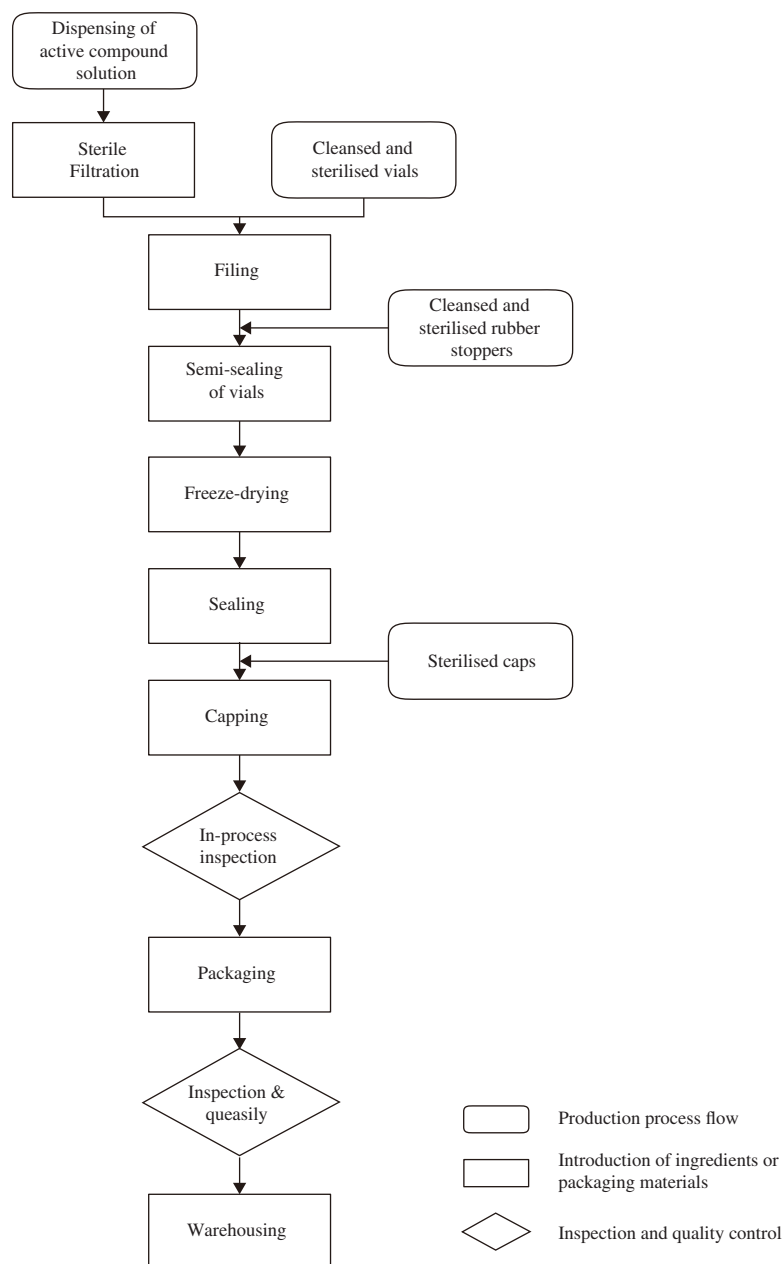 Dispensing of
active compound
solution
Sterile
Filtration
Cleansed and
sterilised vials
Filing
Cleansed and
sterilised rubber
stoppers
Semi-sealing
of vials
Freeze-drying
Sealing
Sterilised caps
Capping
In-process
inspection
Packaging
Inspection &
queasily
Warehousing
Production process flow
Introduction of ingredients or
packaging materials
Inspection and quality control